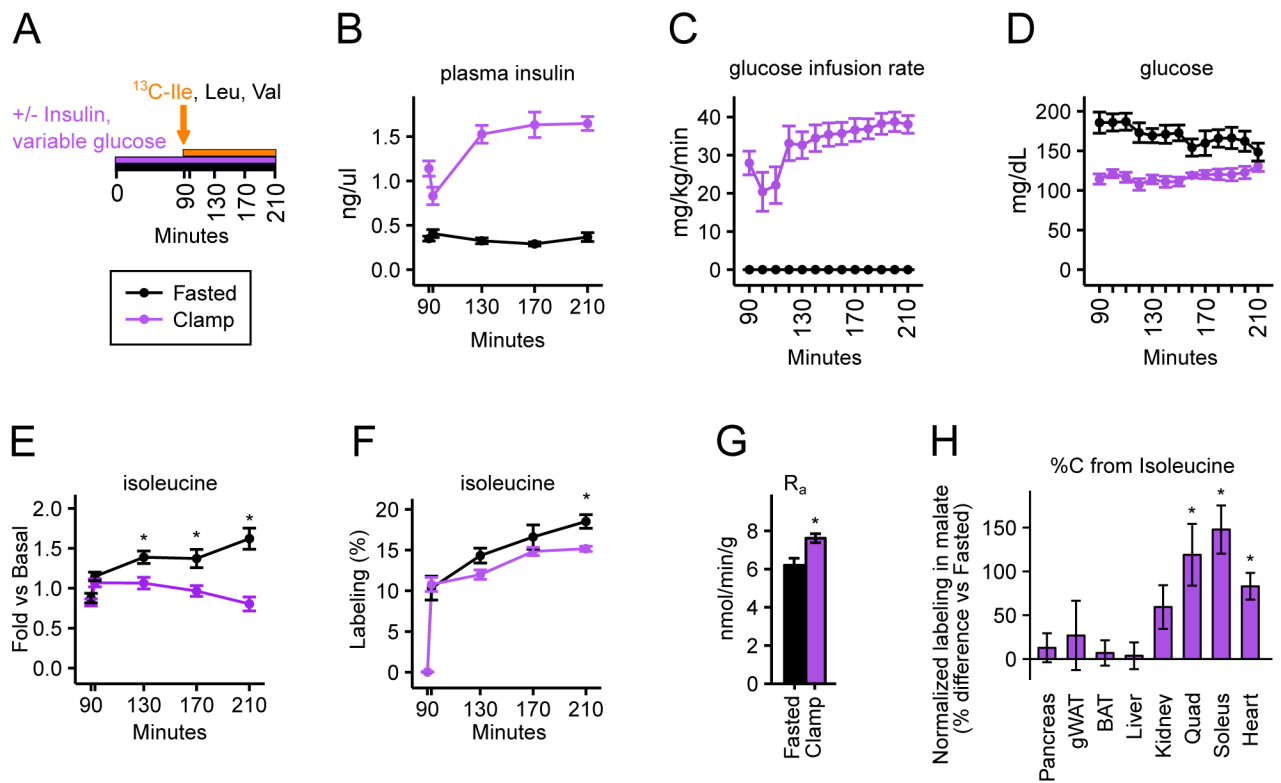 A
¹³C-Ile, Leu, Val
+/- Insulin,
variable glucose
0
90
130
170
210
Minutes
Fasted
Clamp
B
plasma insulin
ng/ul
1.5
1.0
0.5
0.0
90
130
170
210
Minutes
C
glucose infusion rate
mg/kg/min
40
30
20
10
0
90
130
170
210
Minutes
D
glucose
mg/dL
200
150
100
50
0
90
130
170
210
Minutes
E
isoleucine
Fold vs Basal
2.0
1.5
1.0
0.5
0.0
* * *
90
130
170
210
Minutes
F
isoleucine
Labeling (%)
20
15
10
5
0
*
90
130
170
210
Minutes
G
Rₐ
nmol/min/g
8
6
4
2
0
*
Fasted
Clamp
H
%C from Isoleucine
Normalized labeling in malate
(% difference vs Fasted)
150
100
50
0
* * *
Pancreas
gWAT
BAT
Liver
Kidney
Quad
Soleus
Heart